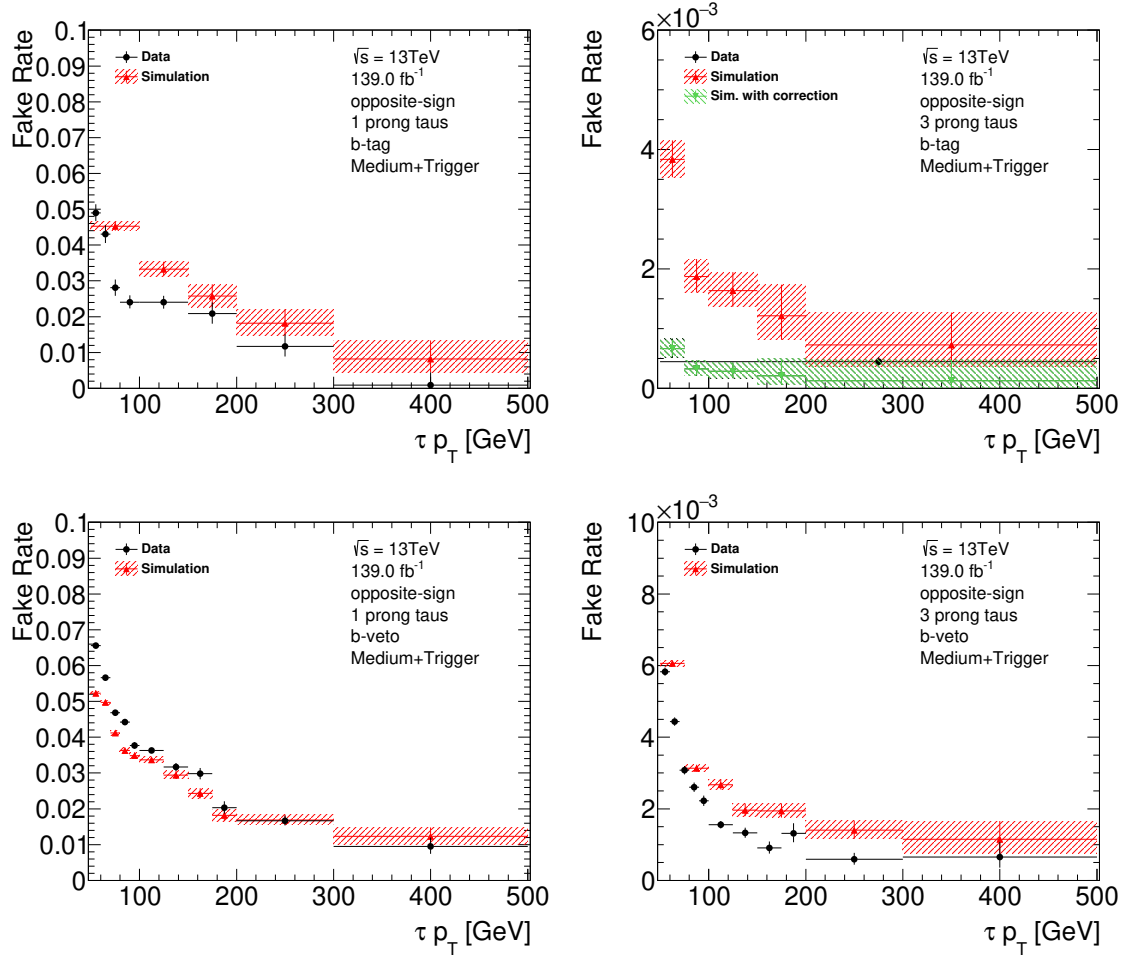 0.1
0.09
0.08
0.07
0.06
0.05
0.04
0.03
0.02
0.01
0
Fake Rate
Data
Simulation
√s = 13TeV
139.0 fb⁻¹
opposite-sign
1 prong taus
b-tag
Medium+Trigger
100 200 300 400 500
τ p_T [GeV]
×10⁻³
6
4
2
0
Fake Rate
Data
Simulation
Sim. with correction
√s = 13TeV
139.0 fb⁻¹
opposite-sign
3 prong taus
b-tag
Medium+Trigger
100 200 300 400 500
τ p_T [GeV]
0.1
0.09
0.08
0.07
0.06
0.05
0.04
0.03
0.02
0.01
0
Fake Rate
Data
Simulation
√s = 13TeV
139.0 fb⁻¹
opposite-sign
1 prong taus
b-veto
Medium+Trigger
100 200 300 400 500
τ p_T [GeV]
×10⁻³
10
8
6
4
2
0
Fake Rate
Data
Simulation
√s = 13TeV
139.0 fb⁻¹
opposite-sign
3 prong taus
b-veto
Medium+Trigger
100 200 300 400 500
τ p_T [GeV]